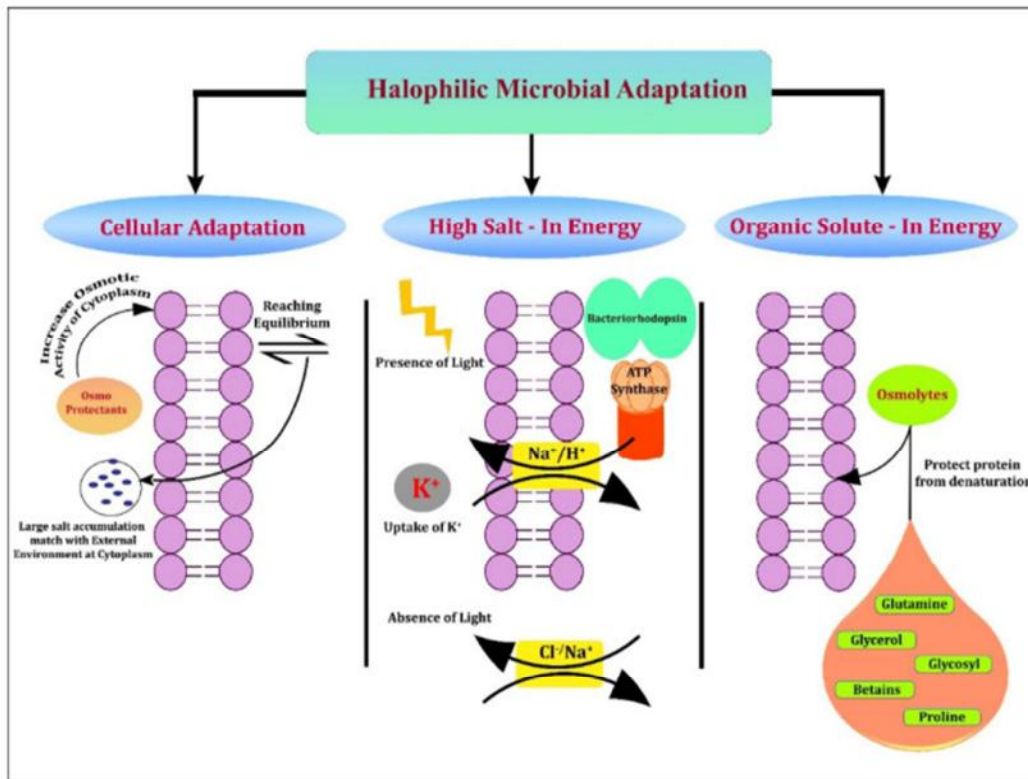 Halophilic Microbial Adaptation
Cellular Adaptation
High Salt - In Energy
Organic Solute - In Energy
Increase Osmotic
Activity of Cytoplasm
Reaching
Equilibrium
Osmo
Protectants
Large salt accumulation
match with External
Environment at Cytoplasm
Presence of Light
Bacteriorhodopsin
ATP
Synthase
Na⁺/H⁺
K⁺
Uptake of K⁺
Absence of Light
Cl⁻/Na⁺
Osmolytes
Protect protein
from denaturation
Glutamine
Glycerol
Glycosyl
Betains
Proline